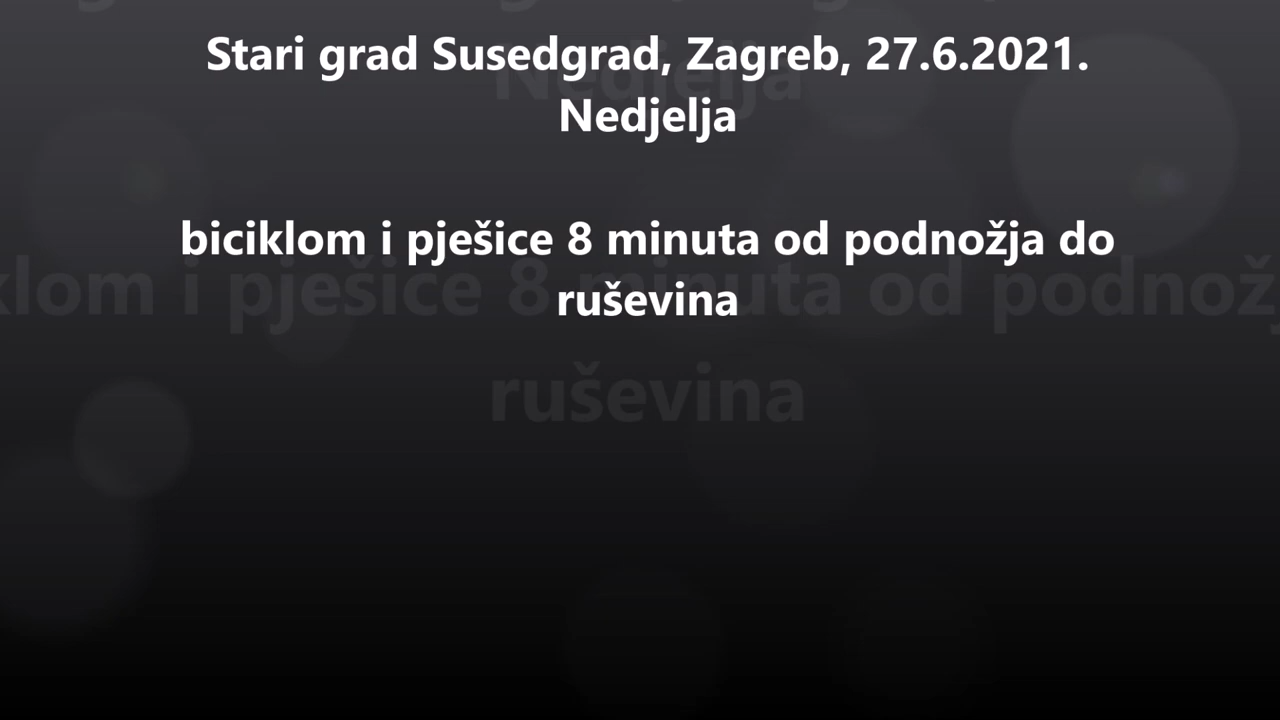 Stari grad Susedgrad, Zagreb, 27.6.2021.
Nedjelja
biciklom i pješice 8 minuta od podnožja do
ruševina